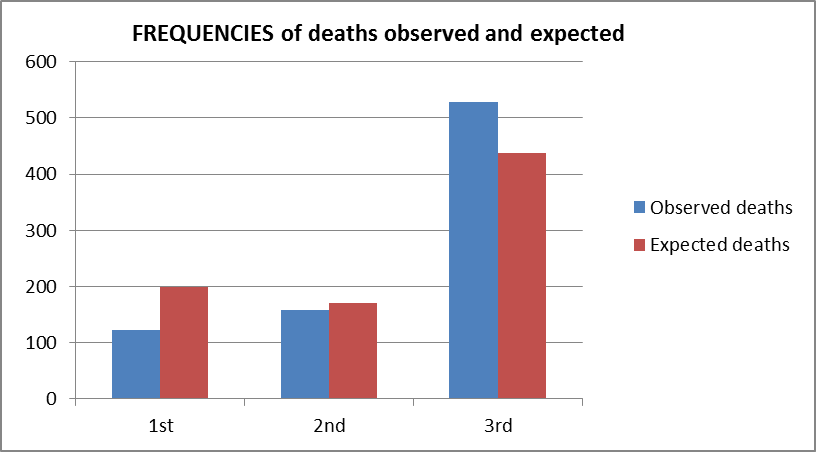 FREQUENCIES of deaths observed and expected
600
500
400
300
200
100
0
1st
2nd
3rd
Observed deaths
Expected deaths